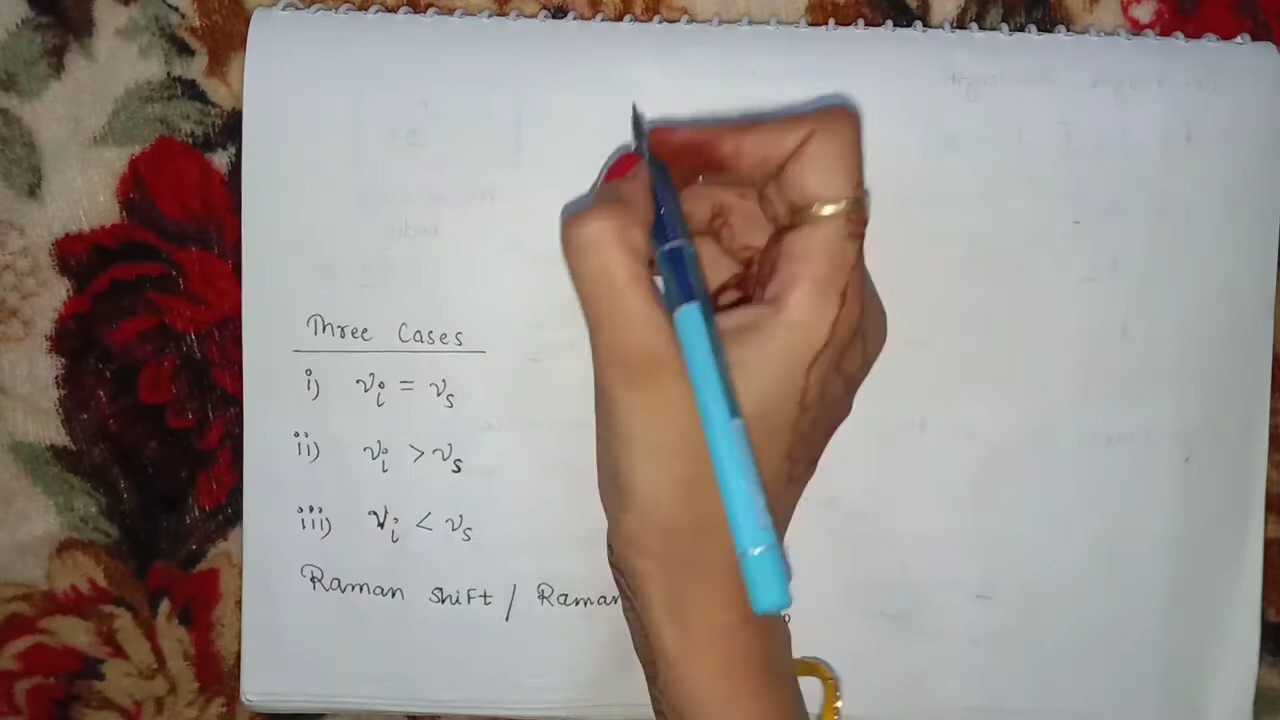 Three Cases
i) νi = νs
ii) νi > νs
iii) νi < νs
Raman shift / Raman